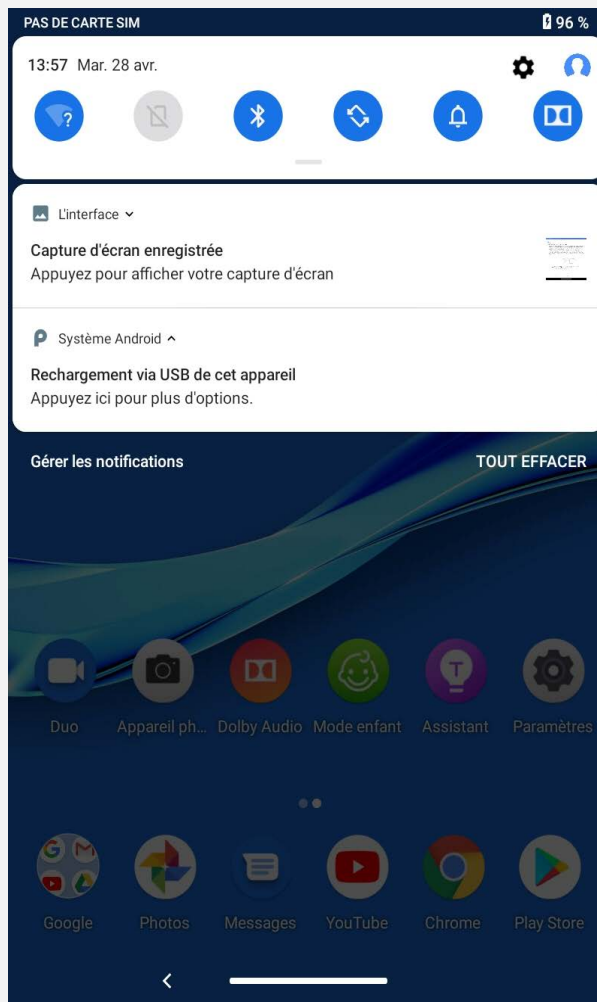 PAS DE CARTE SIM 96 %
13:57 Mar. 28 avr.
?
L'interface
Capture d'écran enregistrée
Appuyez pour afficher votre capture d'écran
Système Android
Rechargement via USB de cet appareil
Appuyez ici pour plus d'options.
Gérer les notifications TOUT EFFACER
Duo Appareil ph... Dolby Audio Mode enfant Assistant Paramètres
Google Photos Messages YouTube Chrome Play Store